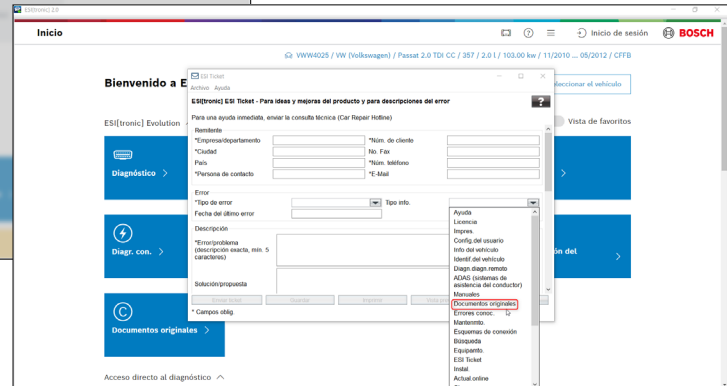 ESI[tronic] 2.0
Inicio
Inicio de sesión
BOSCH
VWW4025 / VW (Volkswagen) / Passat 2.0 TDI CC / 357 / 2.0 l / 103.00 kw / 11/2010 ... 05/2012 / CFFB
Bienvenido a E
eleccionar el vehículo
ESI[tronic] Evolution
Vista de favoritos
Diagnóstico >
Diagr. con. >
ón del
Documentos originales >
Acceso directo al diagnóstico
ESI Ticket
Archivo Ayuda
ESI[tronic] ESI Ticket - Para ideas y mejoras del producto y para descripciones del error
?
Para una ayuda inmediata, enviar la consulta técnica (Car Repair Hotline)
Remitente
*Empresa/departamento
*Núm. de cliente
*Ciudad
No. Fax
País
*Núm. teléfono
*Persona de contacto
*E-Mail
Error
*Tipo de error
Tipo info.
Fecha del último error
Descripción
*Error/problema
(descripción exacta, mín. 5
caracteres)
Solución/propuesta
Enviar ticket
Guarda
Imprime
Vista pre
* Campos oblig.
Ayuda
Licencia
Impres.
Config.del usuario
Info del vehículo
Identif.del vehículo
Diagn.diagn.remoto
ADAS (sistemas de
asistencia del conductor)
Manuales
Documentos originales
Errores conoc.
Mantenimto.
Esquemas de conexión
Búsqueda
Equipamto.
ESI Ticket
Instal.
Actual.online